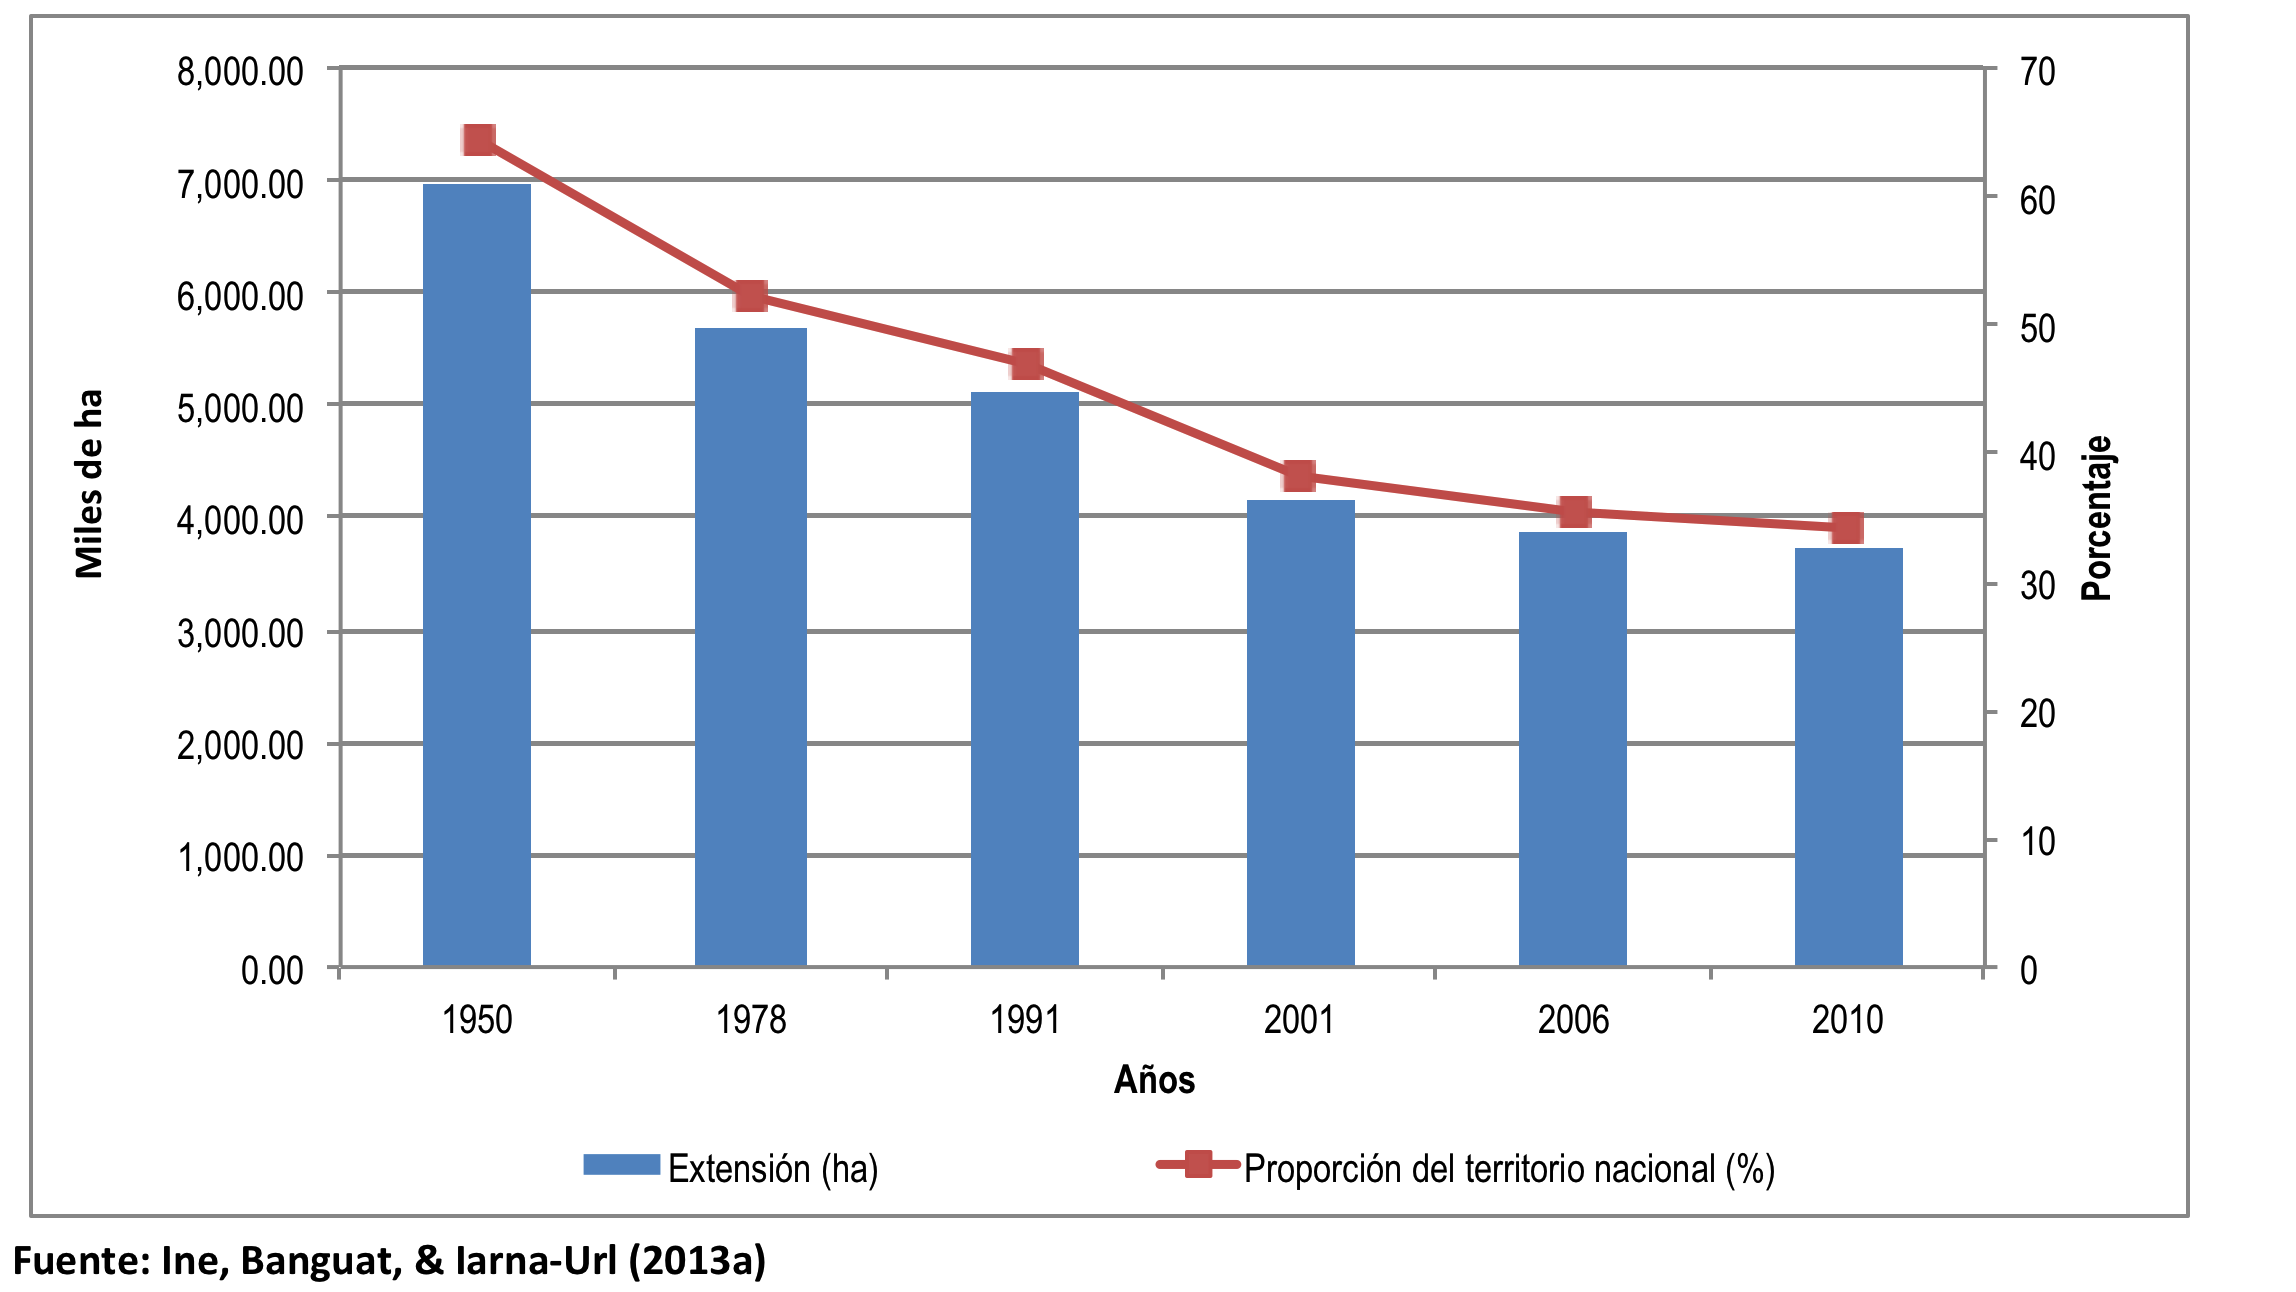 8,000.00
7,000.00
6,000.00
5,000.00
4,000.00
3,000.00
2,000.00
1,000.00
0.00
Miles de ha
70
60
50
40
30
20
10
0
Porcentaje
1950 1978 1991 2001 2006 2010
Años
Extensión (ha) Proporción del territorio nacional (%)
Fuente: Ine, Banguat, & Iarna-Url (2013a)